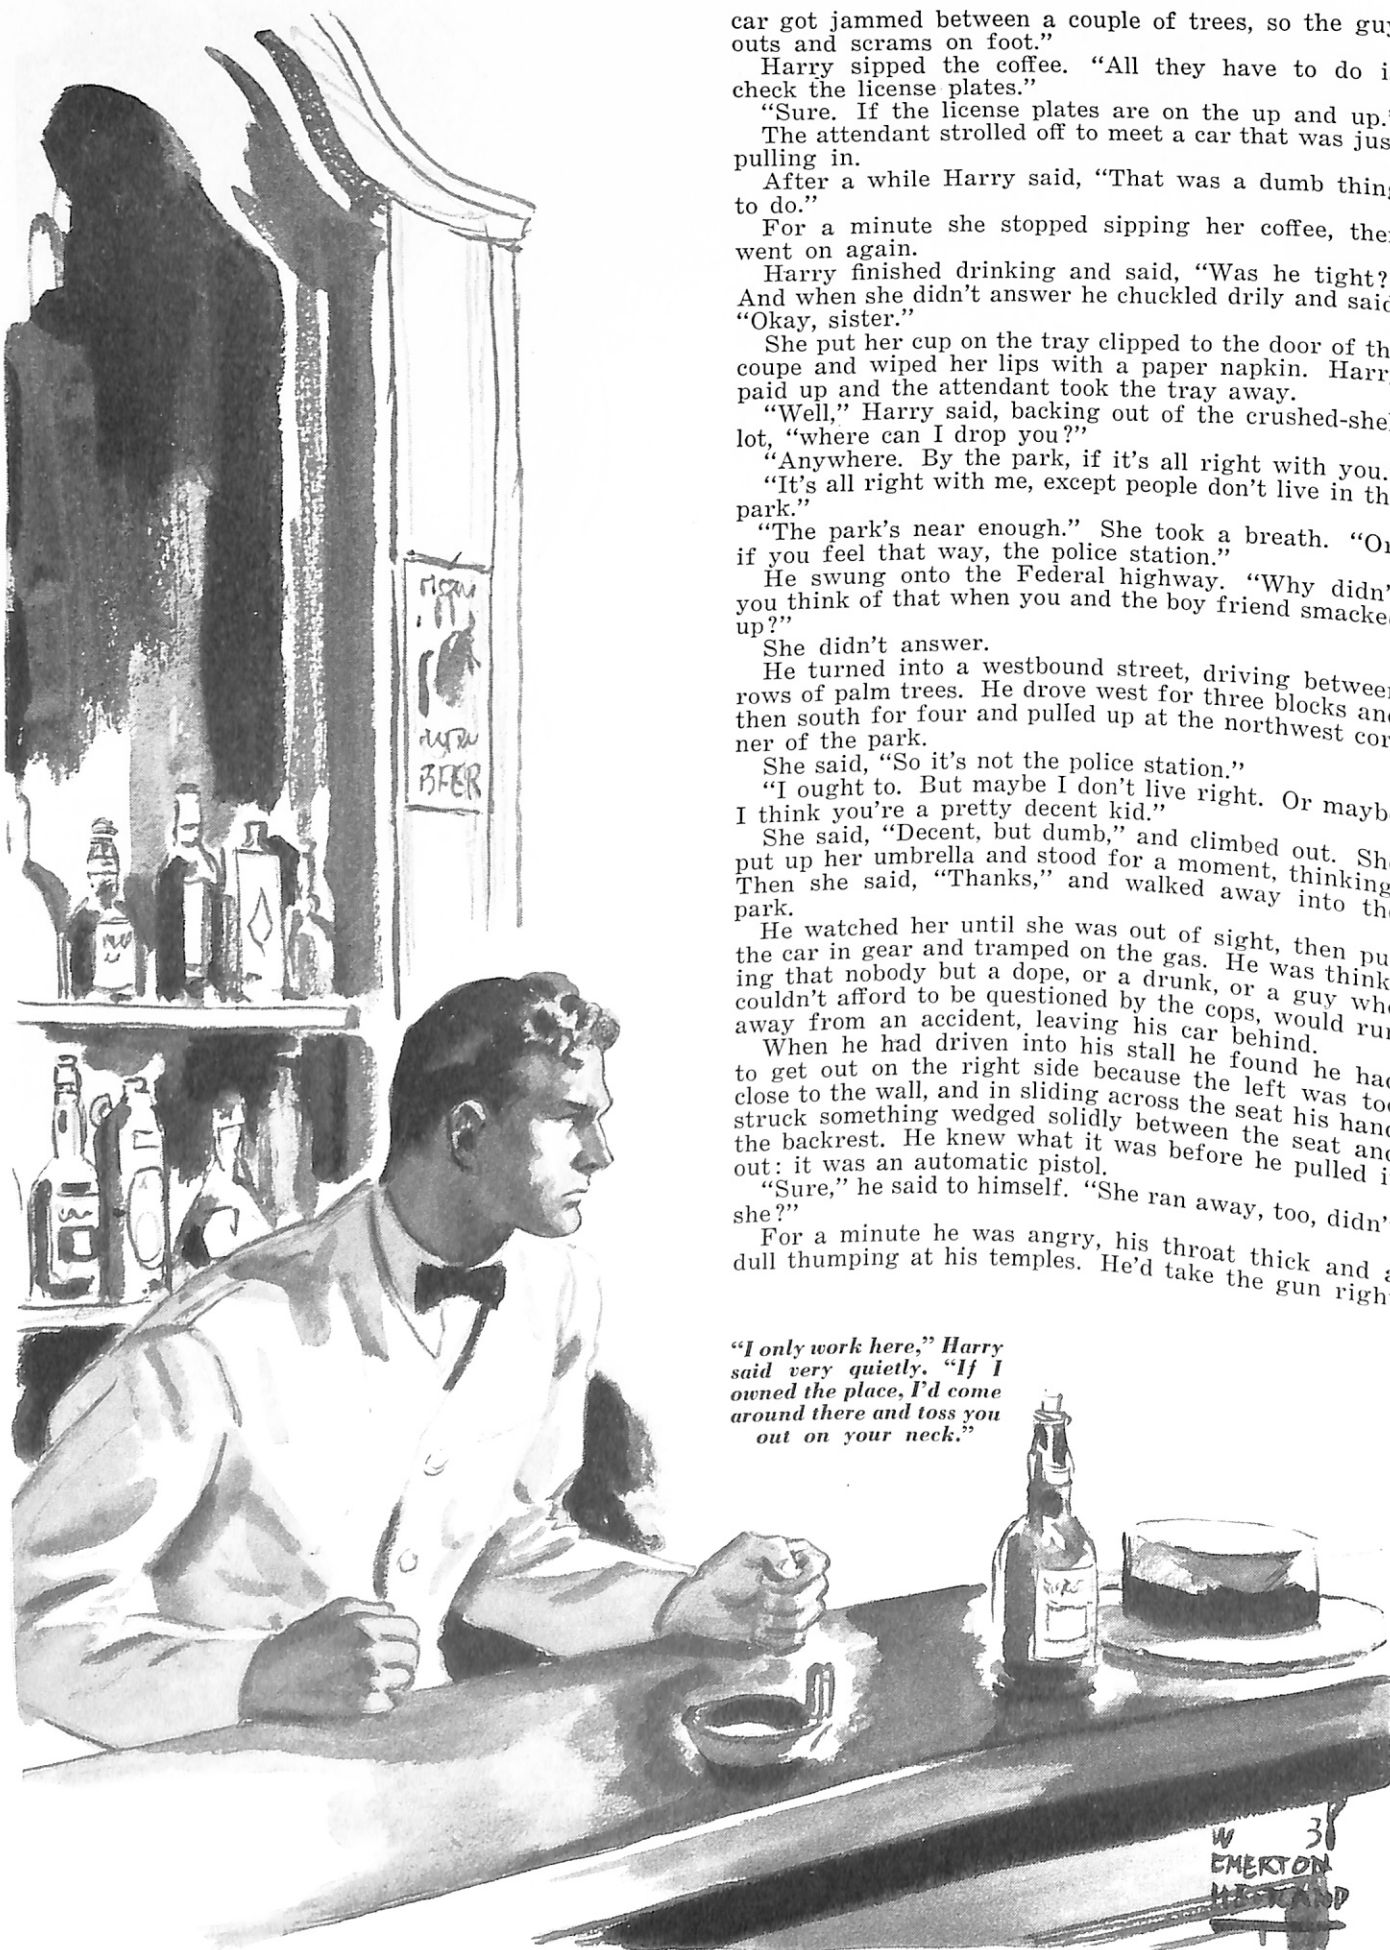 car got jammed between a couple of trees, so the guy
outs and scrams on foot.”
Harry sipped the coffee. “All they have to do i
check the license plates.”
“Sure. If the license plates are on the up and up.”
The attendant strolled off to meet a car that was jus
pulling in.
After a while Harry said, “That was a dumb thing
to do.”
For a minute she stopped sipping her coffee, the
went on again.
Harry finished drinking and said, “Was he tight?
And when she didn’t answer he chuckled drily and said
“Okay, sister.”
She put her cup on the tray clipped to the door of th
coupe and wiped her lips with a paper napkin. Harr
paid up and the attendant took the tray away.
“Well,” Harry said, backing out of the crushed-shel
lot, “where can I drop you?”
“Anywhere. By the park, if it’s all right with you.
“It’s all right with me, except people don’t live in th
park.”
“The park’s near enough.” She took a breath. “Or
if you feel that way, the police station.”
He swung onto the Federal highway. “Why didn’
you think of that when you and the boy friend smacked
up?”
She didn’t answer.
He turned into a westbound street, driving between
rows of palm trees. He drove west for three blocks and
then south for four and pulled up at the northwest cor
ner of the park.
She said, “So it’s not the police station.”
“I ought to. But maybe I don’t live right. Or mayb
I think you’re a pretty decent kid.”
She said, “Decent, but dumb,” and climbed out. She
put up her umbrella and stood for a moment, thinking.
Then she said, “Thanks,” and walked away into the
park.
He watched her until she was out of sight, then pu
the car in gear and tramped on the gas. He was think
ing that nobody but a dope, or a drunk, or a guy who
couldn’t afford to be questioned by the cops, would run
away from an accident, leaving his car behind.
When he had driven into his stall he found he had
to get out on the right side because the left was too
close to the wall, and in sliding across the seat his hand
struck something wedged solidly between the seat and
the backrest. He knew what it was before he pulled i
out: it was an automatic pistol.
“Sure,” he said to himself. “She ran away, too, didn’
she?”
For a minute he was angry, his throat thick and a
dull thumping at his temples. He’d take the gun right
“I only work here,” Harry
said very quietly. “If I
owned the place, I’d come
around there and toss you
out on your neck.”
BEER
W
EMERTON